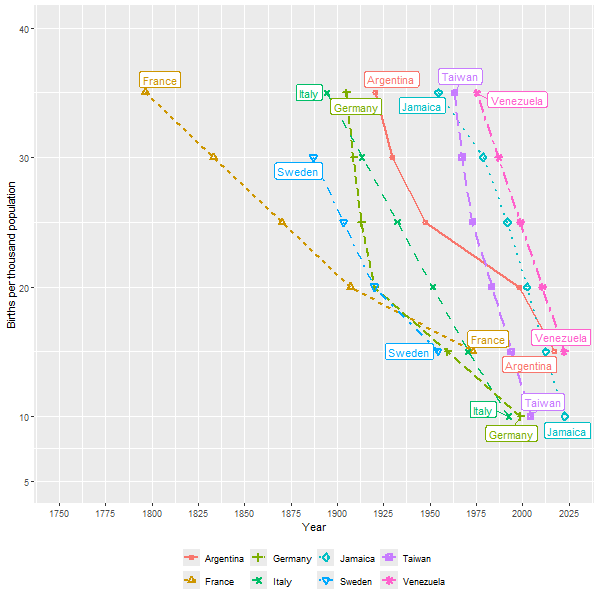 40
France
Argentina
Taiwan
Italy
Germany
Jamaica
Venezuela
30
Sweden
Births per thousand population
20
France
Venezuela
Sweden
Argentina
Taiwan
10
Italy
Germany
Jamaica
5
1750 1775 1800 1825 1850 1875 1900 1925 1950 1975 2000 2025
Year
Argentina Germany Jamaica Taiwan
France Italy Sweden Venezuela